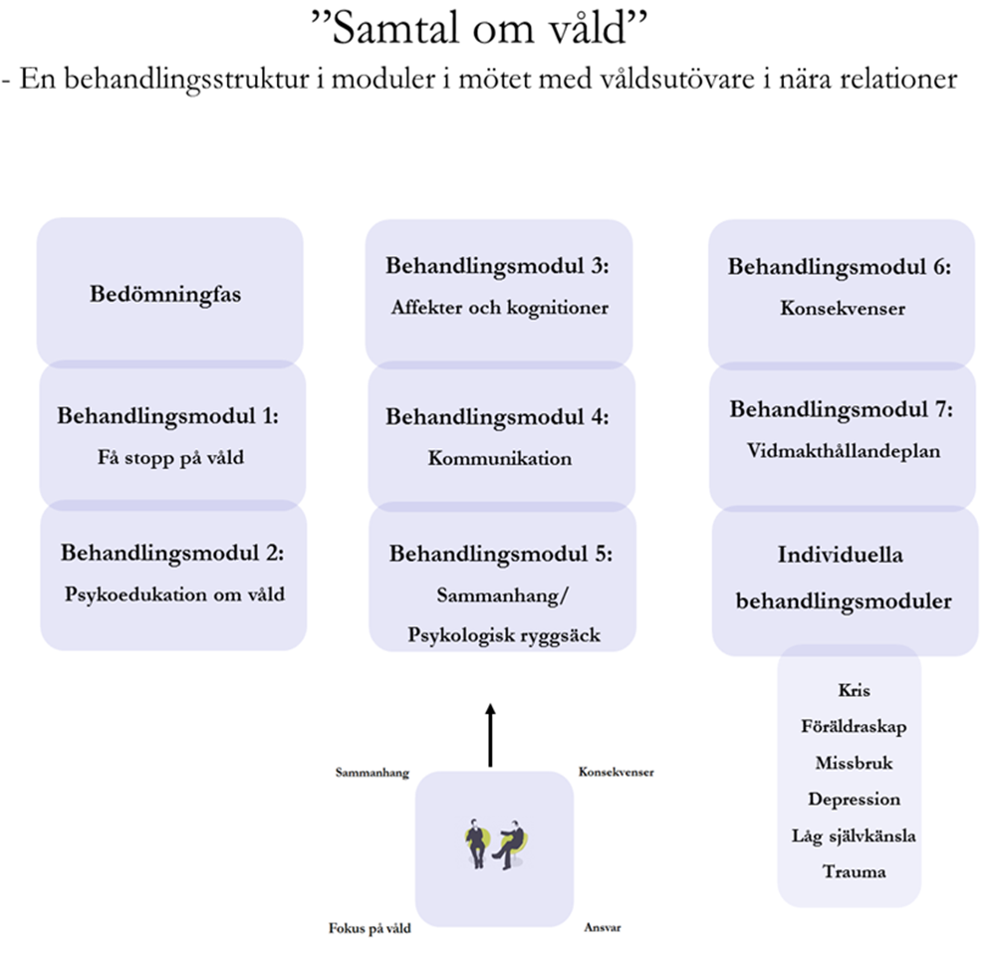 ”Samtal om våld”
- En behandlingsstruktur i moduler i mötet med våldsutövare i nära relationer
Bedömningfas
Behandlingsmodul 1:
Få stopp på våld
Behandlingsmodul 2:
Psykoedukation om våld
Behandlingsmodul 3:
Affekter och kognitioner
Behandlingsmodul 4:
Kommunikation
Behandlingsmodul 5:
Sammanhang/
Psykologisk ryggsäck
Behandlingsmodul 6:
Konsekvenser
Behandlingsmodul 7:
Vidmakthållandeplan
Individuella
behandlingsmoduler
Kris
Föräldraskap
Missbruk
Depression
Låg självkänsla
Trauma
Sammanhang
Konsekvenser
Fokus på våld
Ansvar